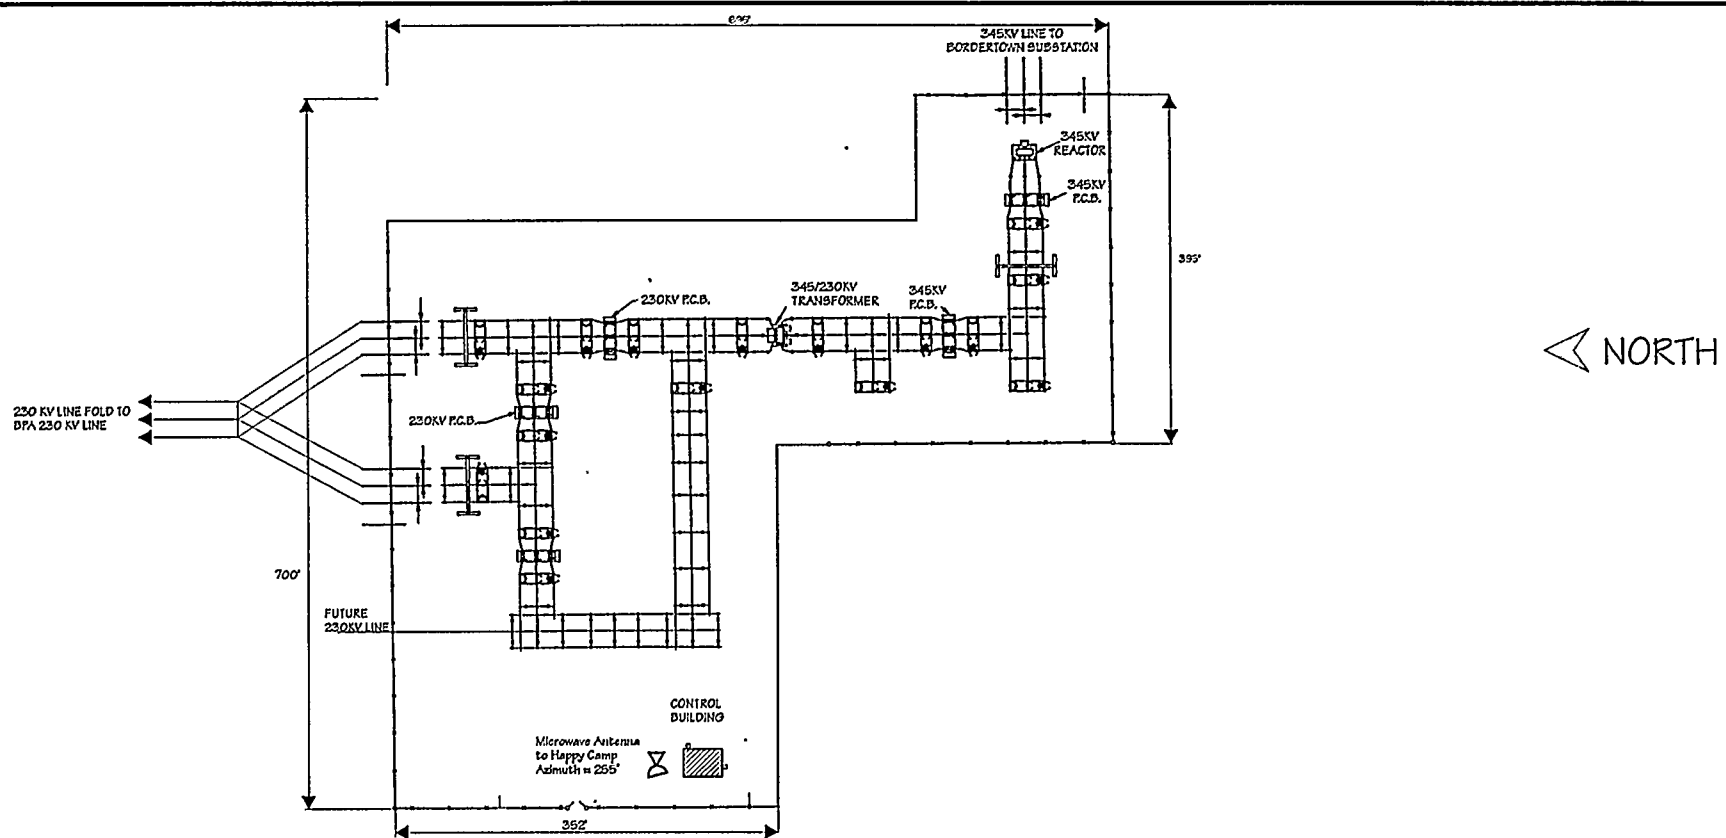 345KV LINE TO
BORDERTOWN SUBSTATION
345KV
REACTOR
345KV
P.C.B.
395'
230KV P.C.B.
345/230KV
TRANSFORMER
345KV
P.C.B.
NORTH
230 KV LINE FOLD TO
BPA 230 KV LINE
230KV P.C.B.
700'
FUTURE
230KV LINE
CONTROL
BUILDING
Microwave Antenna
to Happy Camp
Azimuth = 255°
352'